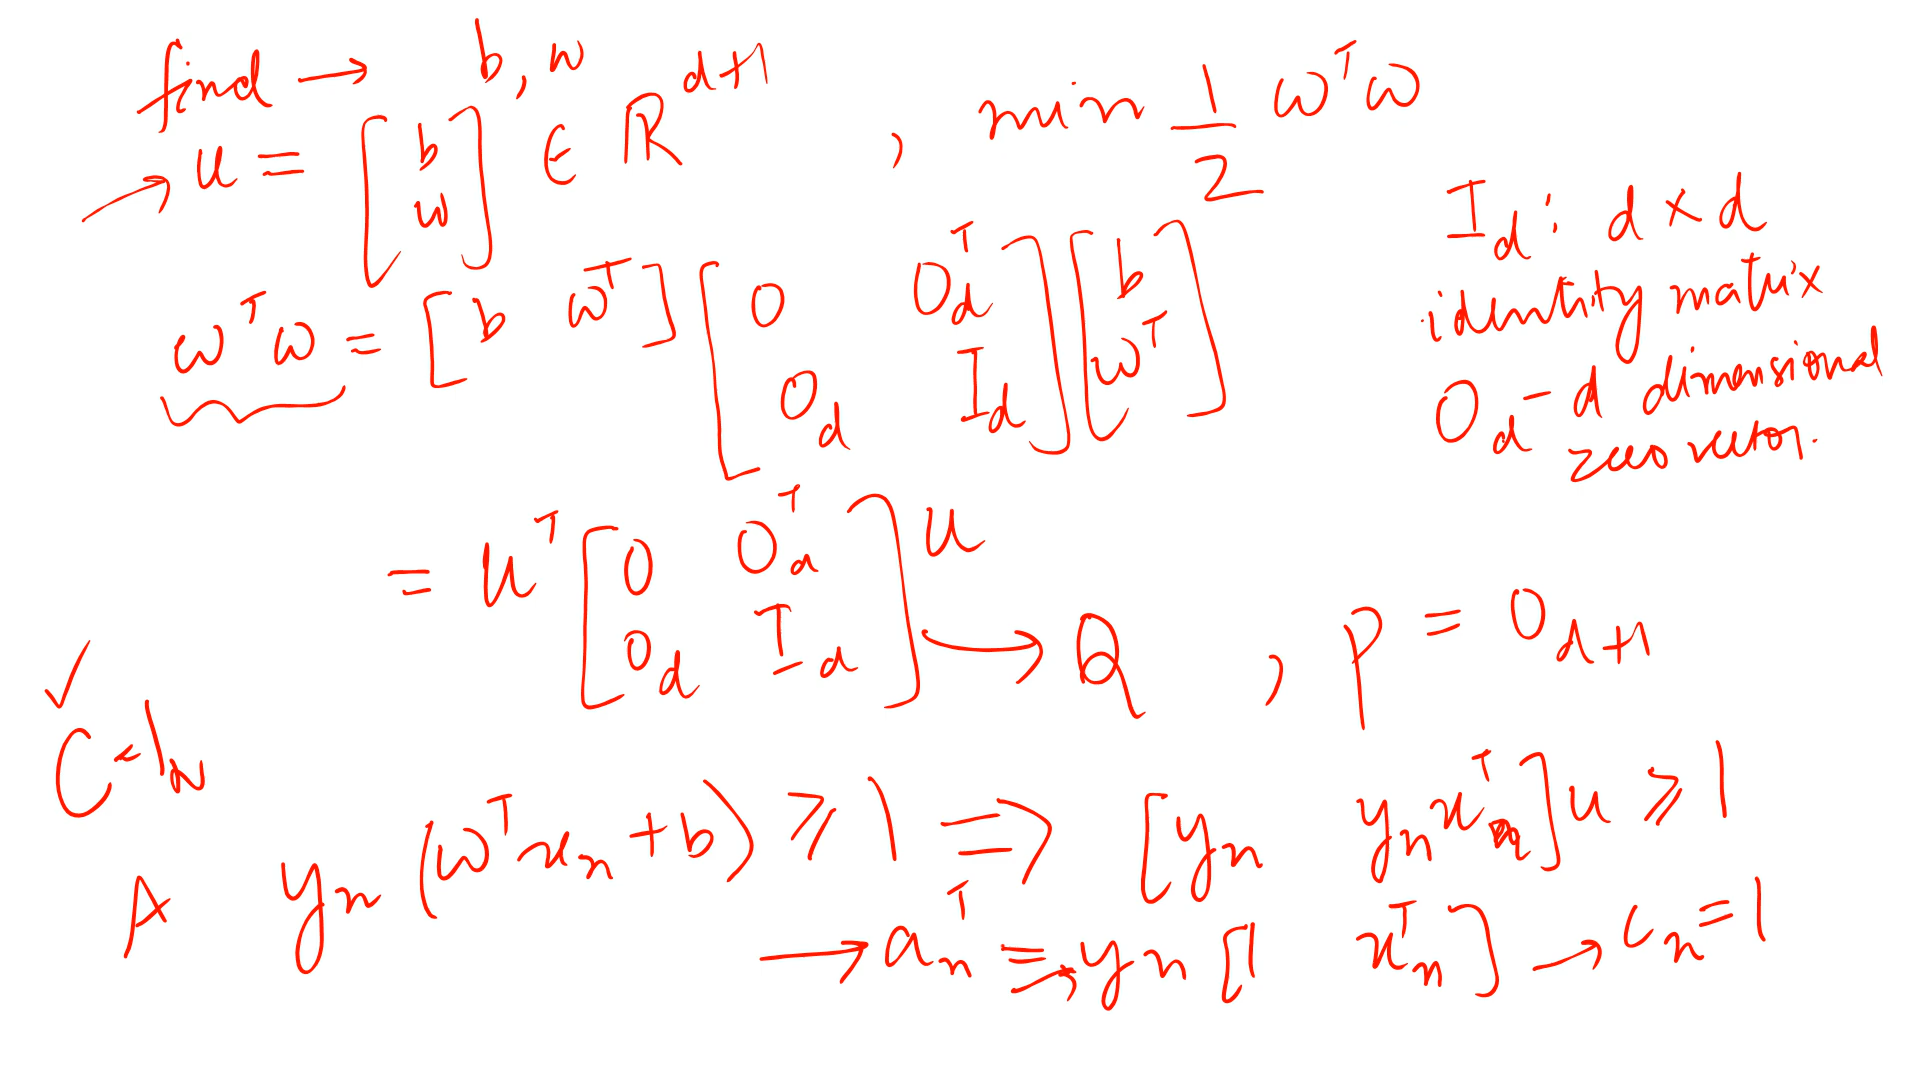 find → b, w
→ u = [b w] ∈ R^{d+1} , min 1/2 w^T w
w^T w = [b w^T] [0 0_d^T 0_d I_d] [b w^T]
I_d : d × d
identity matrix
0_d – d dimensional
zero vector.
= u^T [0 0_d^T 0_d I_d] u → Q , P = 0_{d+1}
✓
C = 1_N
A y_n (w^T x_n + b) ≥ 1 ⇒ [y_n y_n x_n^T] u ≥ 1
→ a_n^T = y_n [1 x_n^T] → c_n = 1